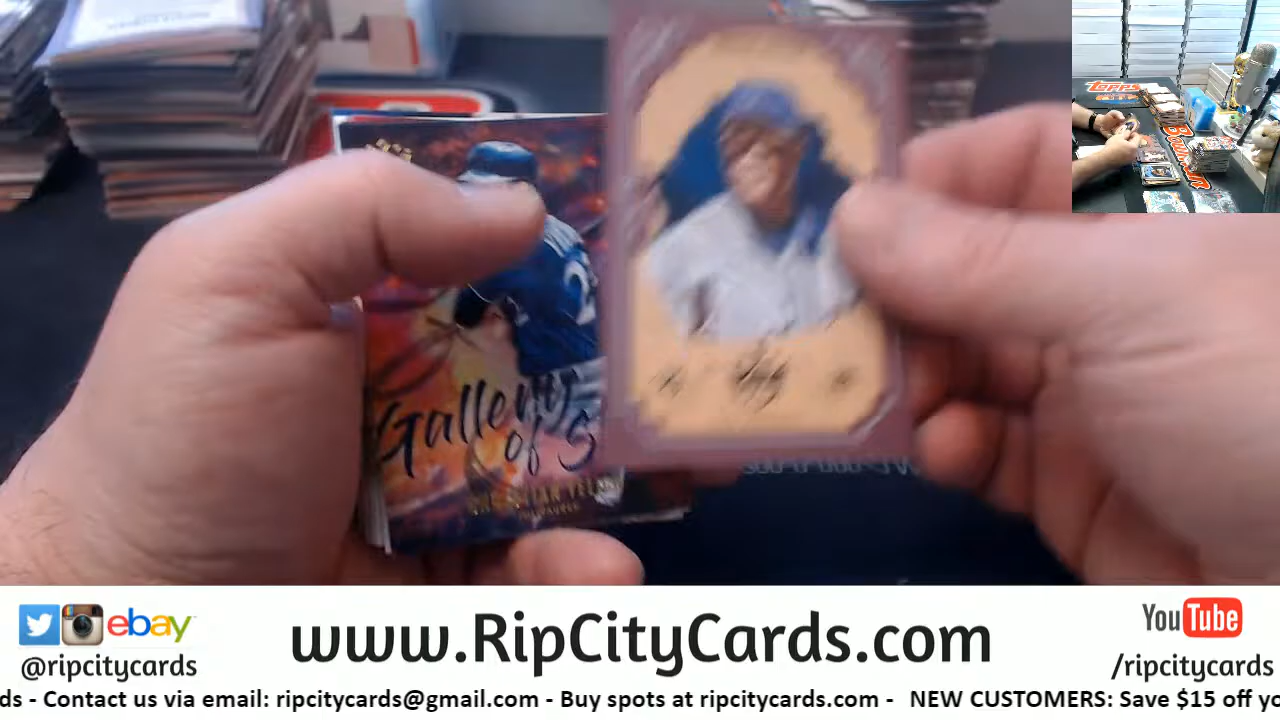 Topps
Gallery
of S
ebay
@ripcitycards
www.RipCityCards.com
YouTube
/ripcitycards
ds - Contact us via email: ripcitycards@gmail.com - Buy spots at ripcitycards.com - NEW CUSTOMERS: Save $15 off yo